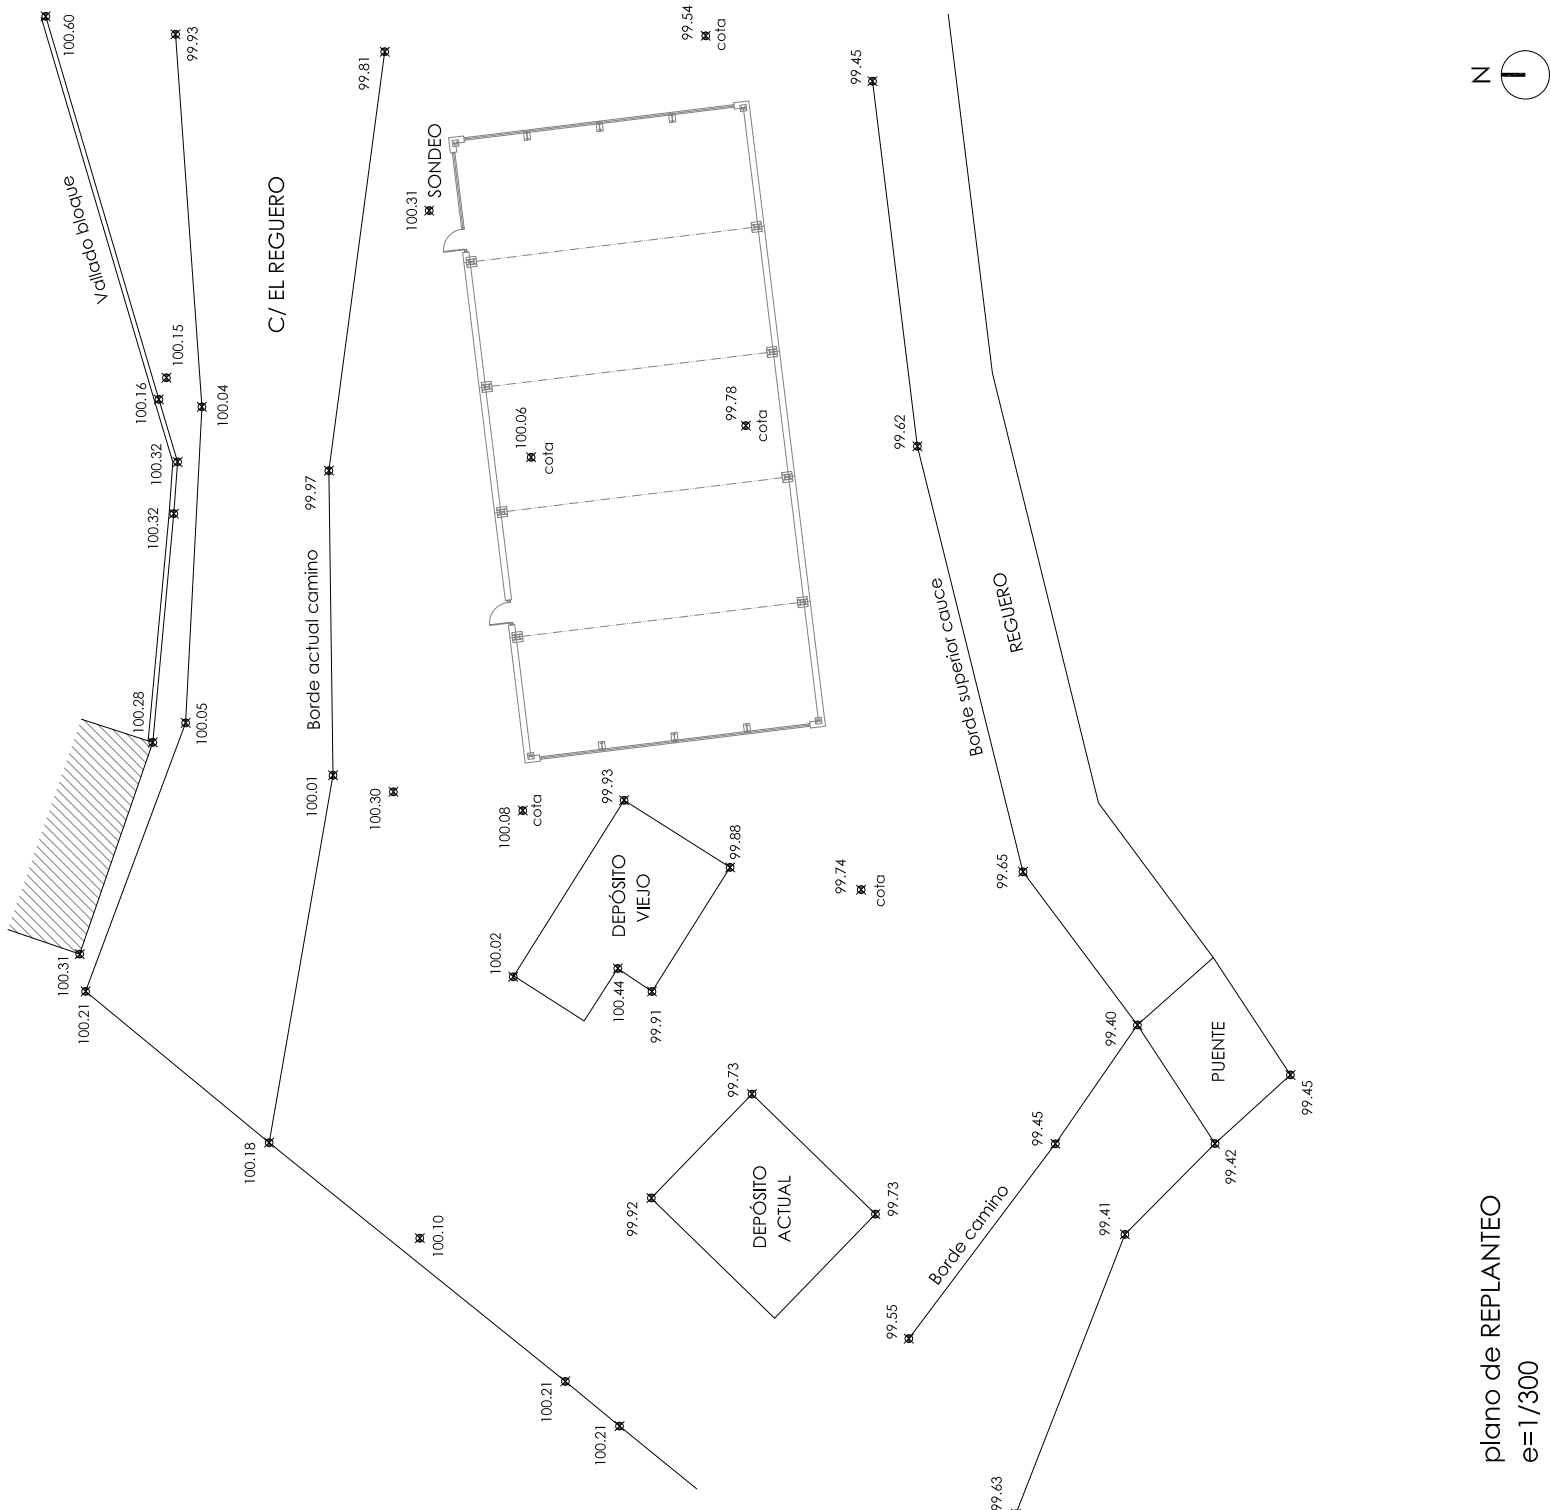 100.60
99.93
99.81
99.54
cota
99.45
N
Vallado bloque
C/ EL REGUERO
100.31
SONDEO
100.15
100.16
100.04
100.32
100.32
99.97
100.06
cota
99.78
cota
99.62
Borde actual camino
Borde superior cauce
REGUERO
100.28
100.05
100.01
100.30
100.08
cota
99.93
99.88
DEPÓSITO
VIEJO
99.74
cota
99.65
100.31
100.21
100.02
100.44
99.91
99.40
PUENTE
99.45
99.42
99.45
99.41
100.18
99.73
99.92
DEPÓSITO
ACTUAL
99.73
100.10
Borde camino
99.55
100.21
100.21
99.63
plano de REPLANTEO
e=1/300